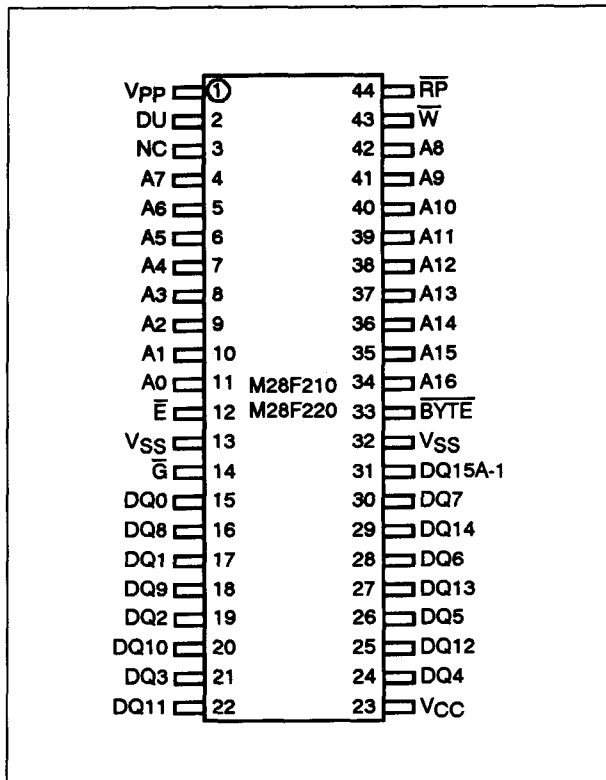 VPP 1 44 R̅P̅
DU 2 43 W̅
NC 3 42 A8
A7 4 41 A9
A6 5 40 A10
A5 6 39 A11
A4 7 38 A12
A3 8 37 A13
A2 9 36 A14
A1 10 35 A15
A0 11 M28F210 34 A16
E̅ 12 M28F220 33 B̅Y̅T̅E̅
VSS 13 32 VSS
G̅ 14 31 DQ15A-1
DQ0 15 30 DQ7
DQ8 16 29 DQ14
DQ1 17 28 DQ6
DQ9 18 27 DQ13
DQ2 19 26 DQ5
DQ10 20 25 DQ12
DQ3 21 24 DQ4
DQ11 22 23 VCC